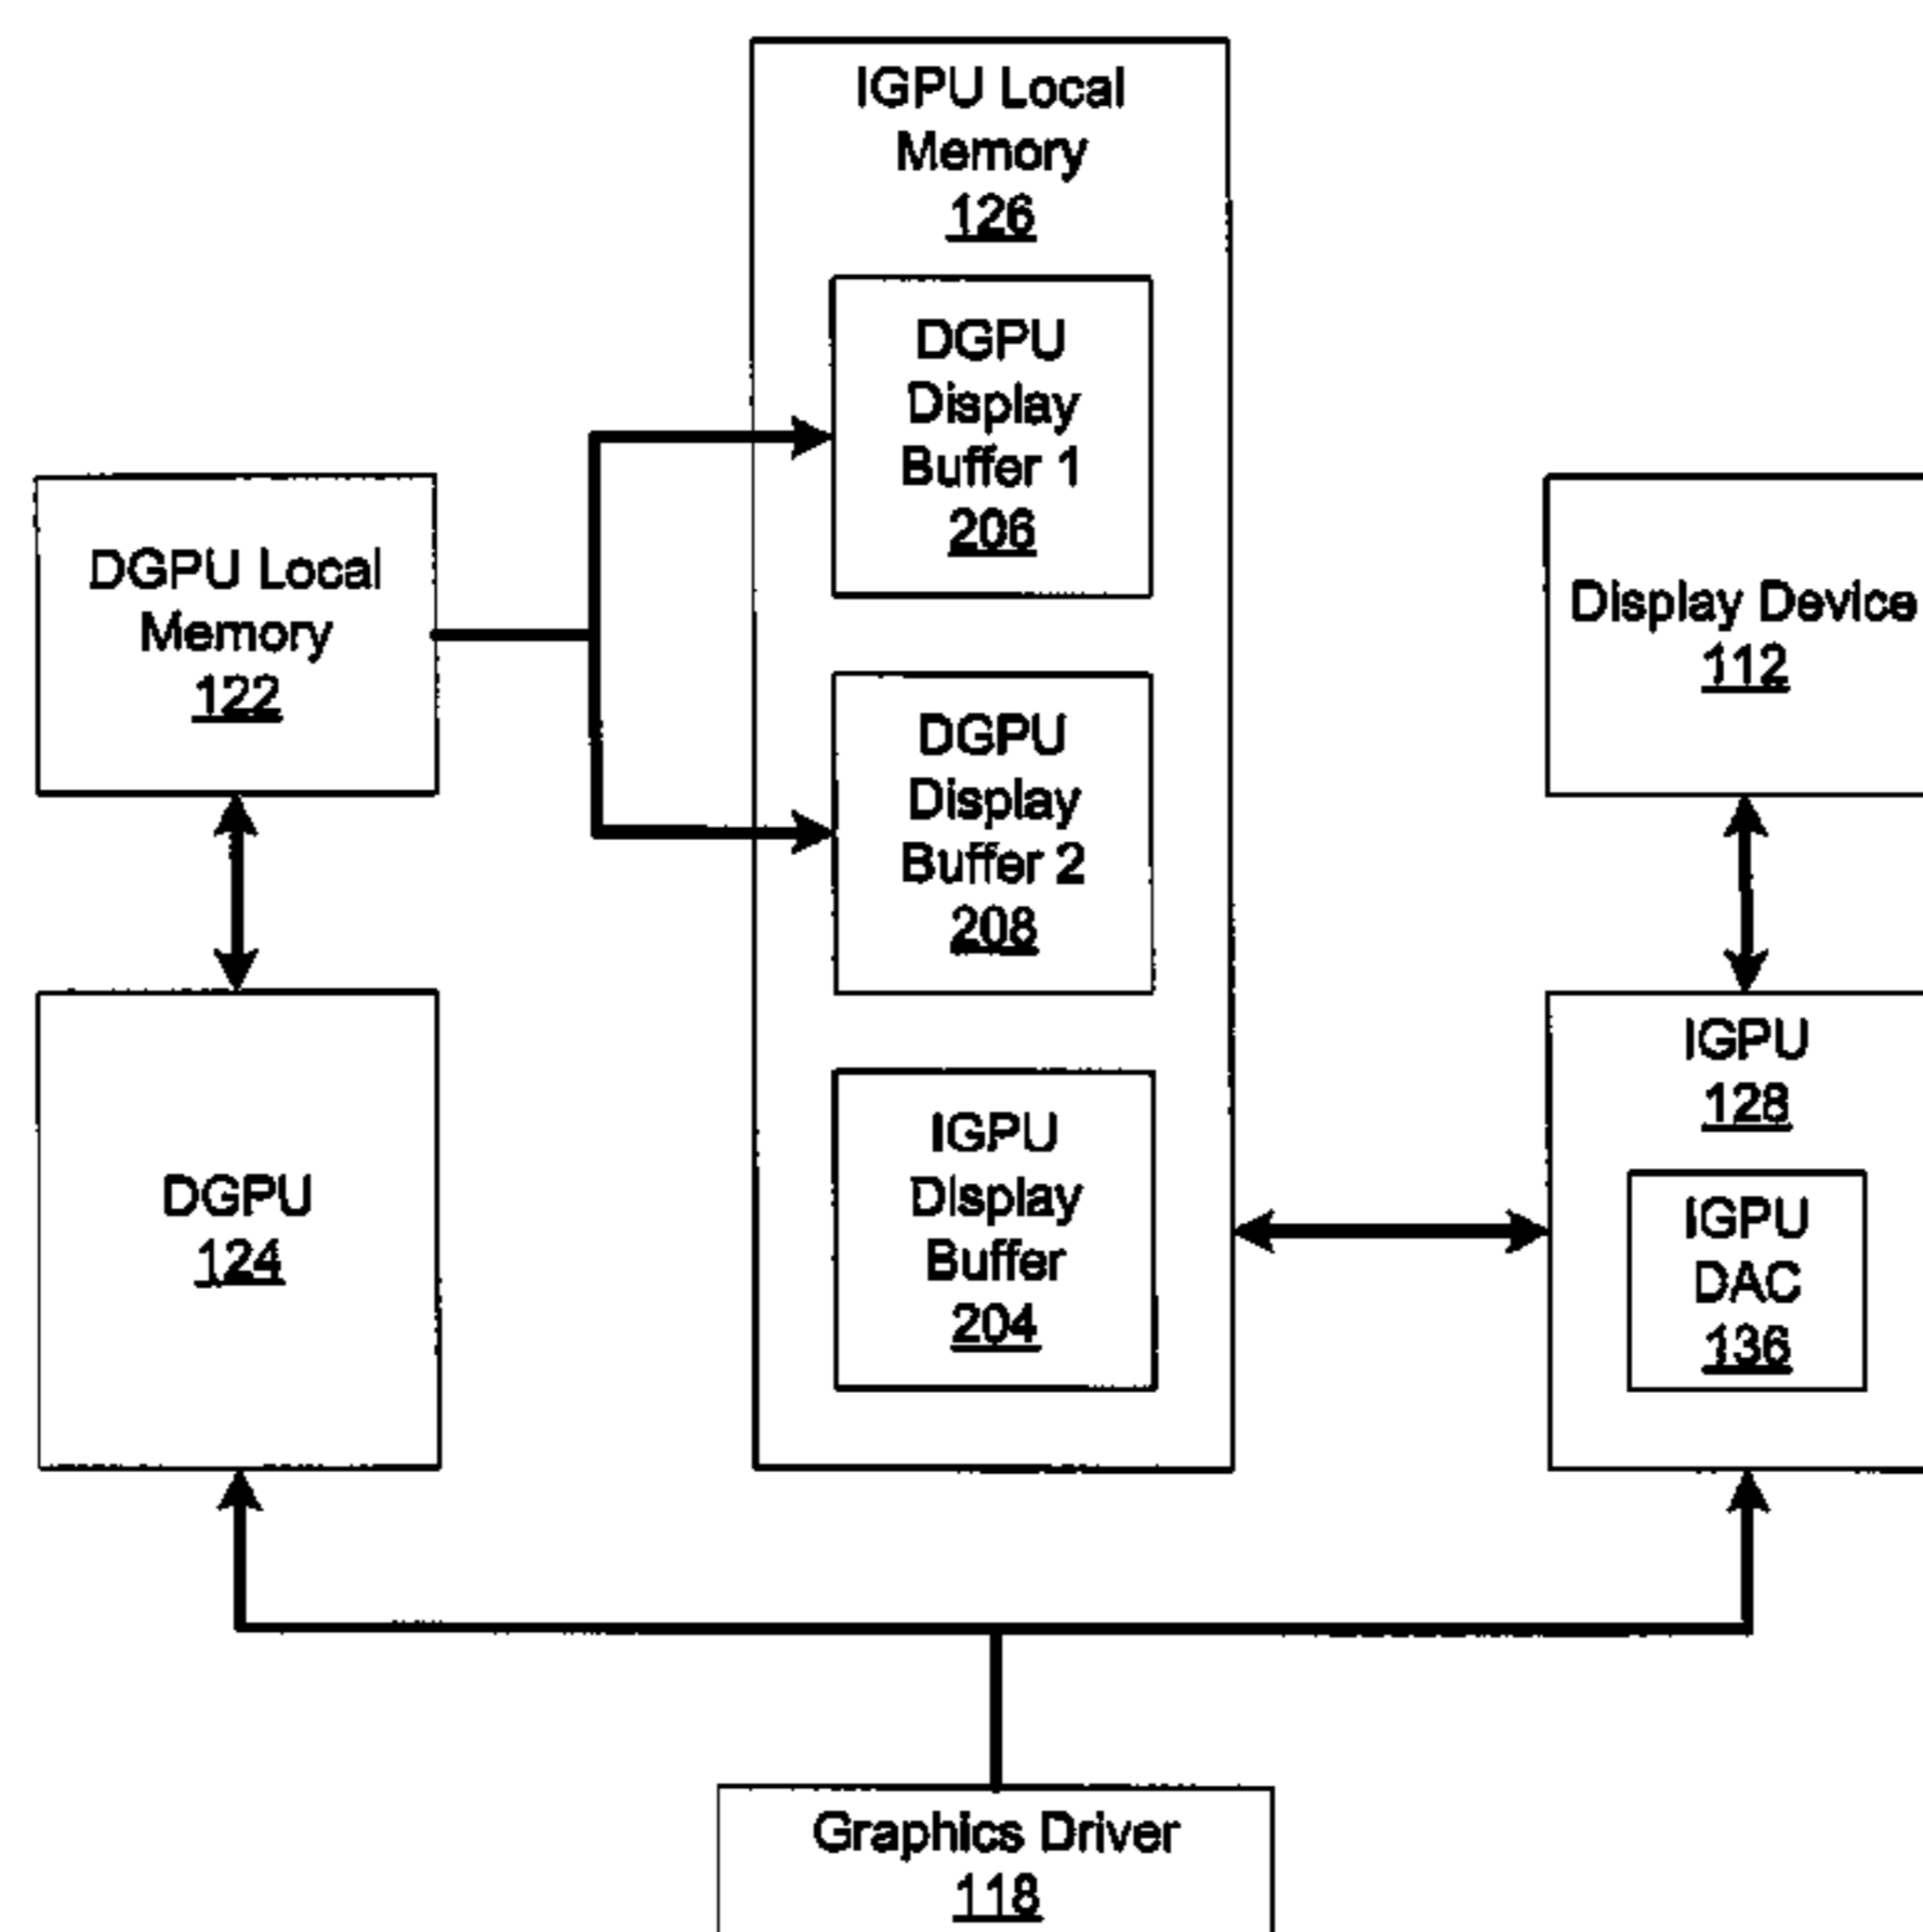 IGPU Local
Memory
126
DGPU
Display
Buffer 1
206
DGPU Local
Memory
122
Display Device
112
DGPU
Display
Buffer 2
208
DGPU
124
IGPU
Display
Buffer
204
IGPU
128
IGPU
DAC
136
Graphics Driver
118